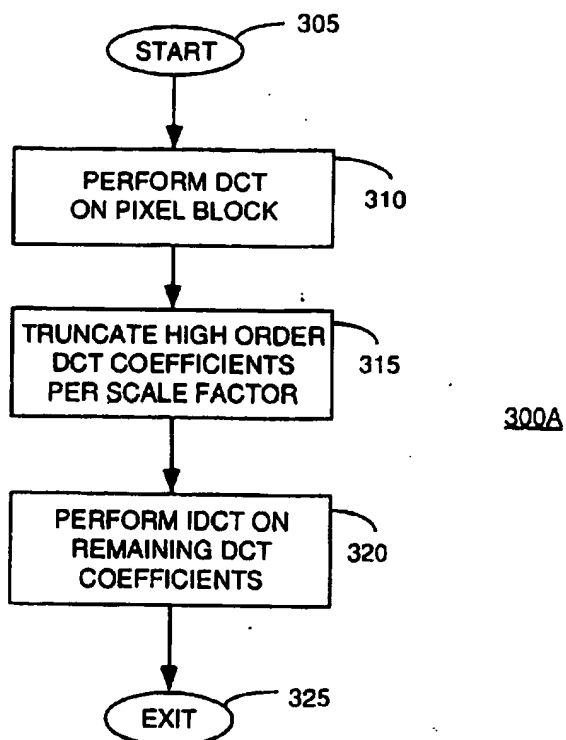 START
305
PERFORM DCT
ON PIXEL BLOCK
310
TRUNCATE HIGH ORDER
DCT COEFFICIENTS
PER SCALE FACTOR
315
300A
PERFORM IDCT ON
REMAINING DCT
COEFFICIENTS
320
EXIT
325